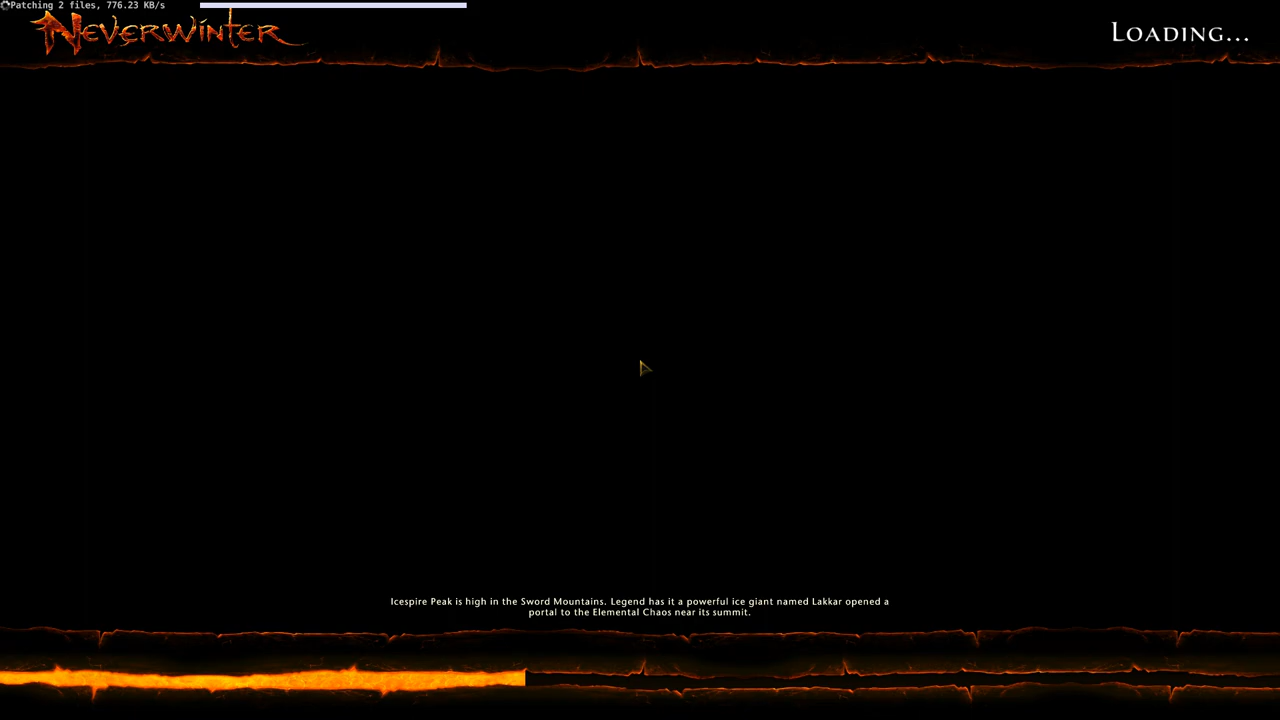 Patching 2 files, 776.23 KB/s
NEVERWINTER
LOADING...
Icespire Peak is high in the Sword Mountains. Legend has it a powerful ice giant named Lakkar opened a
portal to the Elemental Chaos near its summit.